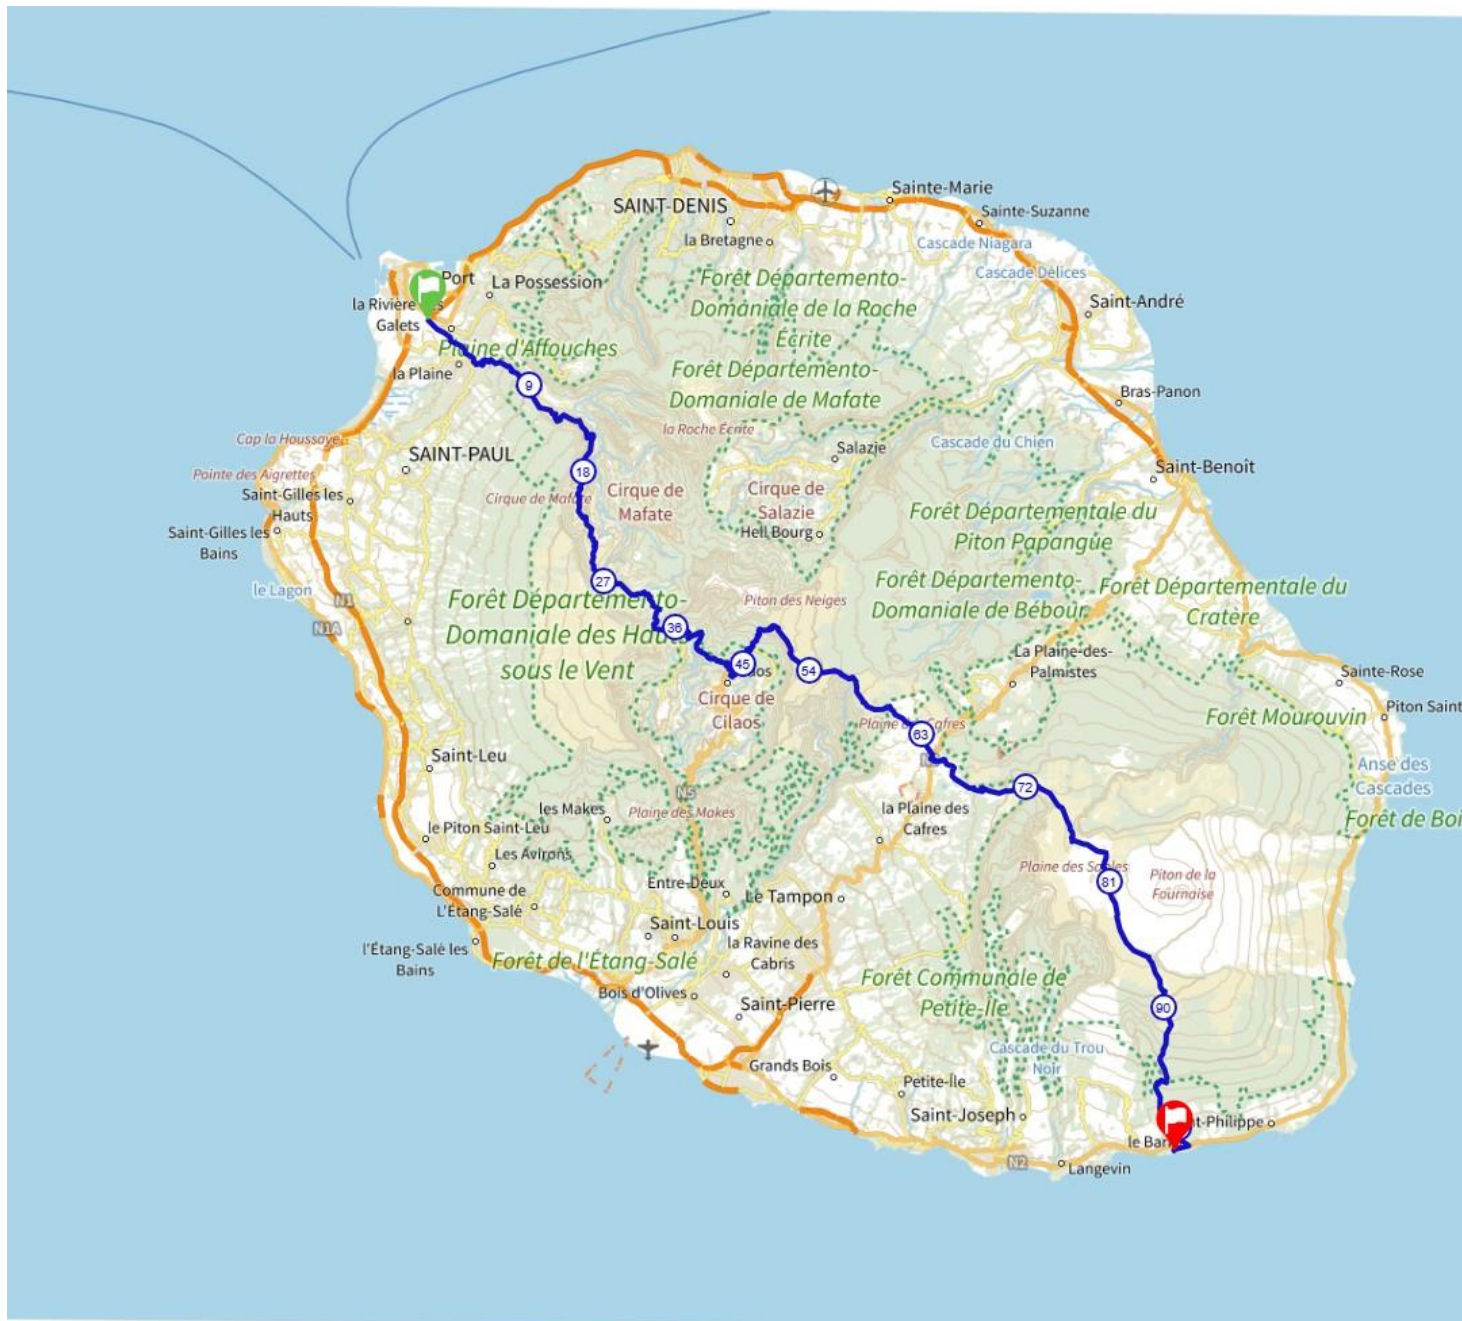 SAINT-DENIS
Sainte-Marie
Sainte-Suzanne
la Bretagne
Cascade Niagara
Cascade Délices
Port
La Possession
la Rivière
Galets
Forêt Départemento-
Domaniale de la Roche
Écrite
Saint-André
Plaine d'Affouches
la Plaine
Forêt Départemento-
Domaniale de Mafate
9
Bras-Panon
la Roche Écrite
Cap la Houssaye
SAINT-PAUL
Salazie
Cascade du Chien
Saint-Benoît
Pointe des Aigrettes
18
Saint-Gilles les
Hauts
Cirque de Mafate
Cirque de
Mafate
Cirque de
Salazie
Hell Bourg
Saint-Gilles les
Bains
Forêt Départementale du
Piton Papangue
le Lagon
N1
N1A
27
Forêt Départemento-
Domaniale des Hauts
sous le Vent
Piton des Neiges
Forêt Départemento-
Domaniale de Bébour
Forêt Départementale du
Cratère
36
45
54
La Plaine-des-
Palmistes
Cirque de
Cilaos
Sainte-Rose
Piton Saint
Forêt Mourouvin
63
Saint-Leu
Anse des
Cascades
N5
72
les Makes
Plaine des Makes
la Plaine des
Cafres
Forêt de Boi
le Piton Saint-Leu
Les Avirons
Plaine des Sables
Piton de la
Fournaise
81
Commune de
L'Étang-Salé
Entre-Deux
Le Tampon
Saint-Louis
la Ravine des
Cabris
l'Étang-Salé les
Bains
Forêt de l'Étang-Salé
Bois d'Olives
Saint-Pierre
Forêt Communale de
Petite-Ile
90
Cascade du Trou
Noir
Grands Bois
Petite-Île
Saint-Joseph
t-Philippe
le Bar
N2
Langevin